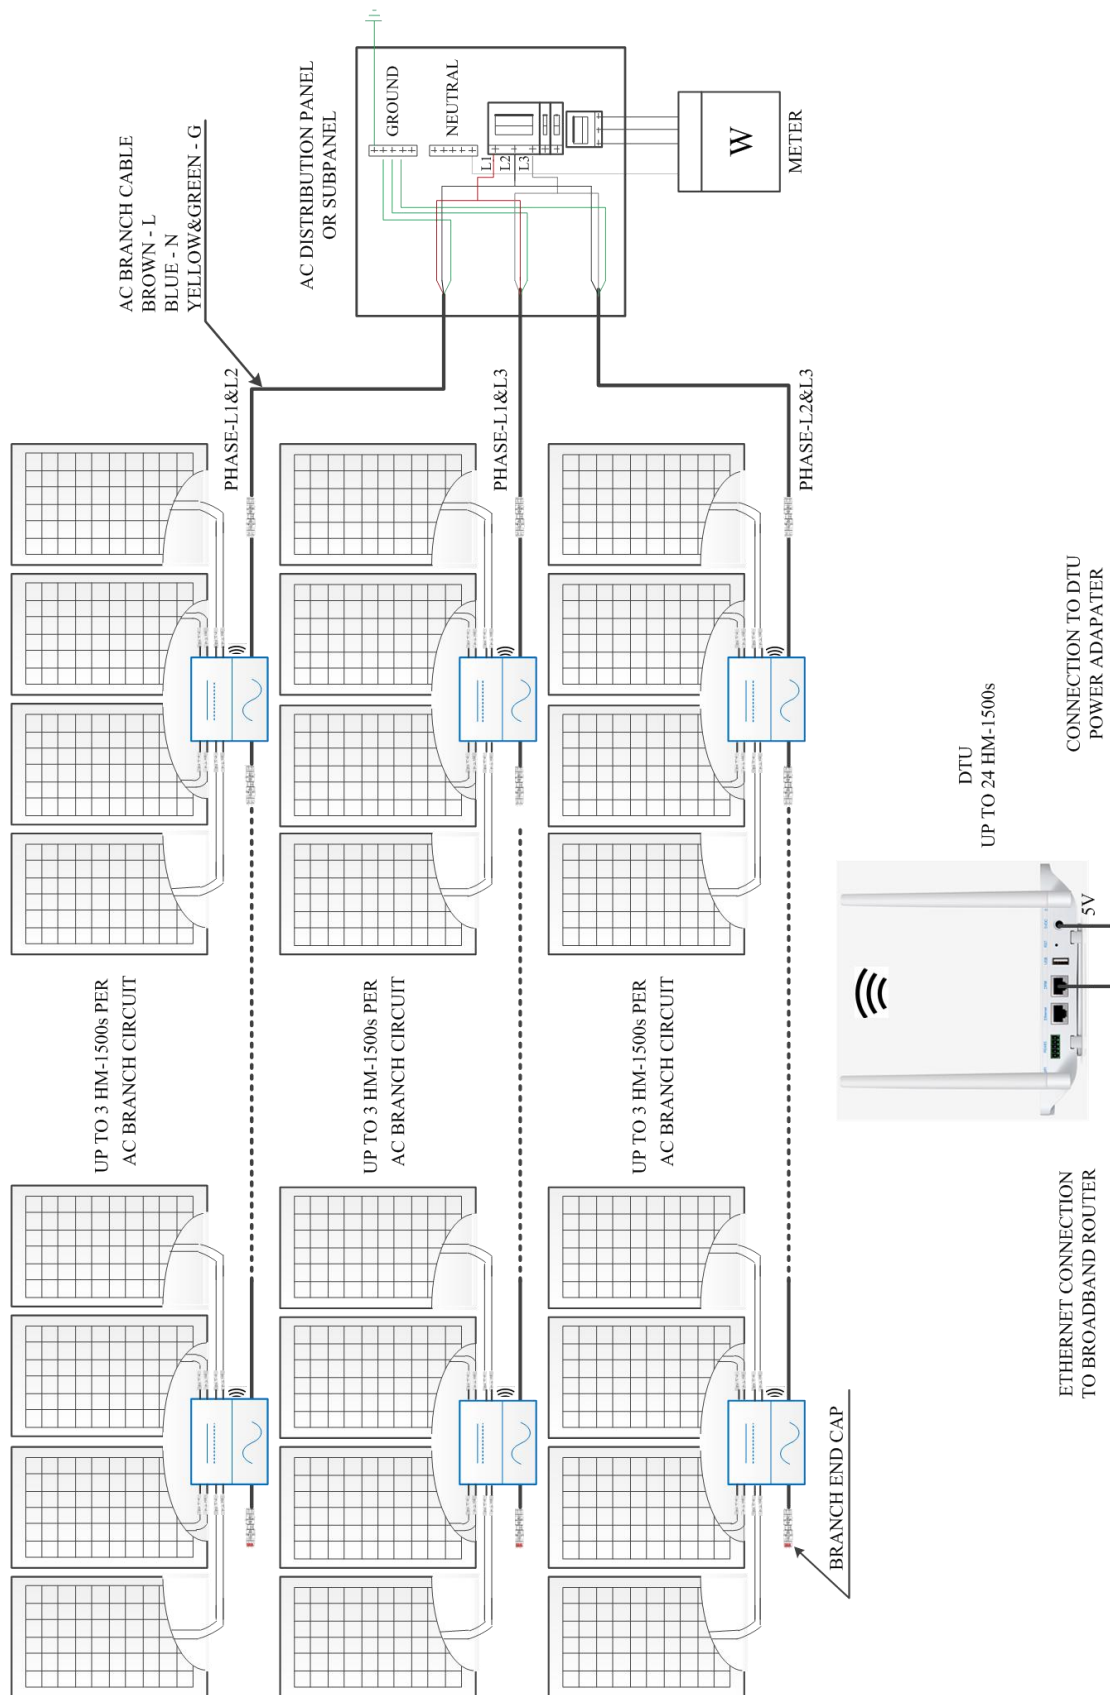 AC BRANCH CABLE
BROWN - L
BLUE - N
YELLOW&GREEN - G
AC DISTRIBUTION PANEL
OR SUBPANEL
GROUND
NEUTRAL
L1
L2
L3
W
METER
PHASE-L1&L2
PHASE-L1&L3
PHASE-L2&L3
UP TO 3 HM-1500s PER
AC BRANCH CIRCUIT
UP TO 3 HM-1500s PER
AC BRANCH CIRCUIT
UP TO 3 HM-1500s PER
AC BRANCH CIRCUIT
BRANCH END CAP
DTU
UP TO 24 HM-1500s
5V
CONNECTION TO DTU
POWER ADAPATER
ETHERNET CONNECTION
TO BROADBAND ROUTER